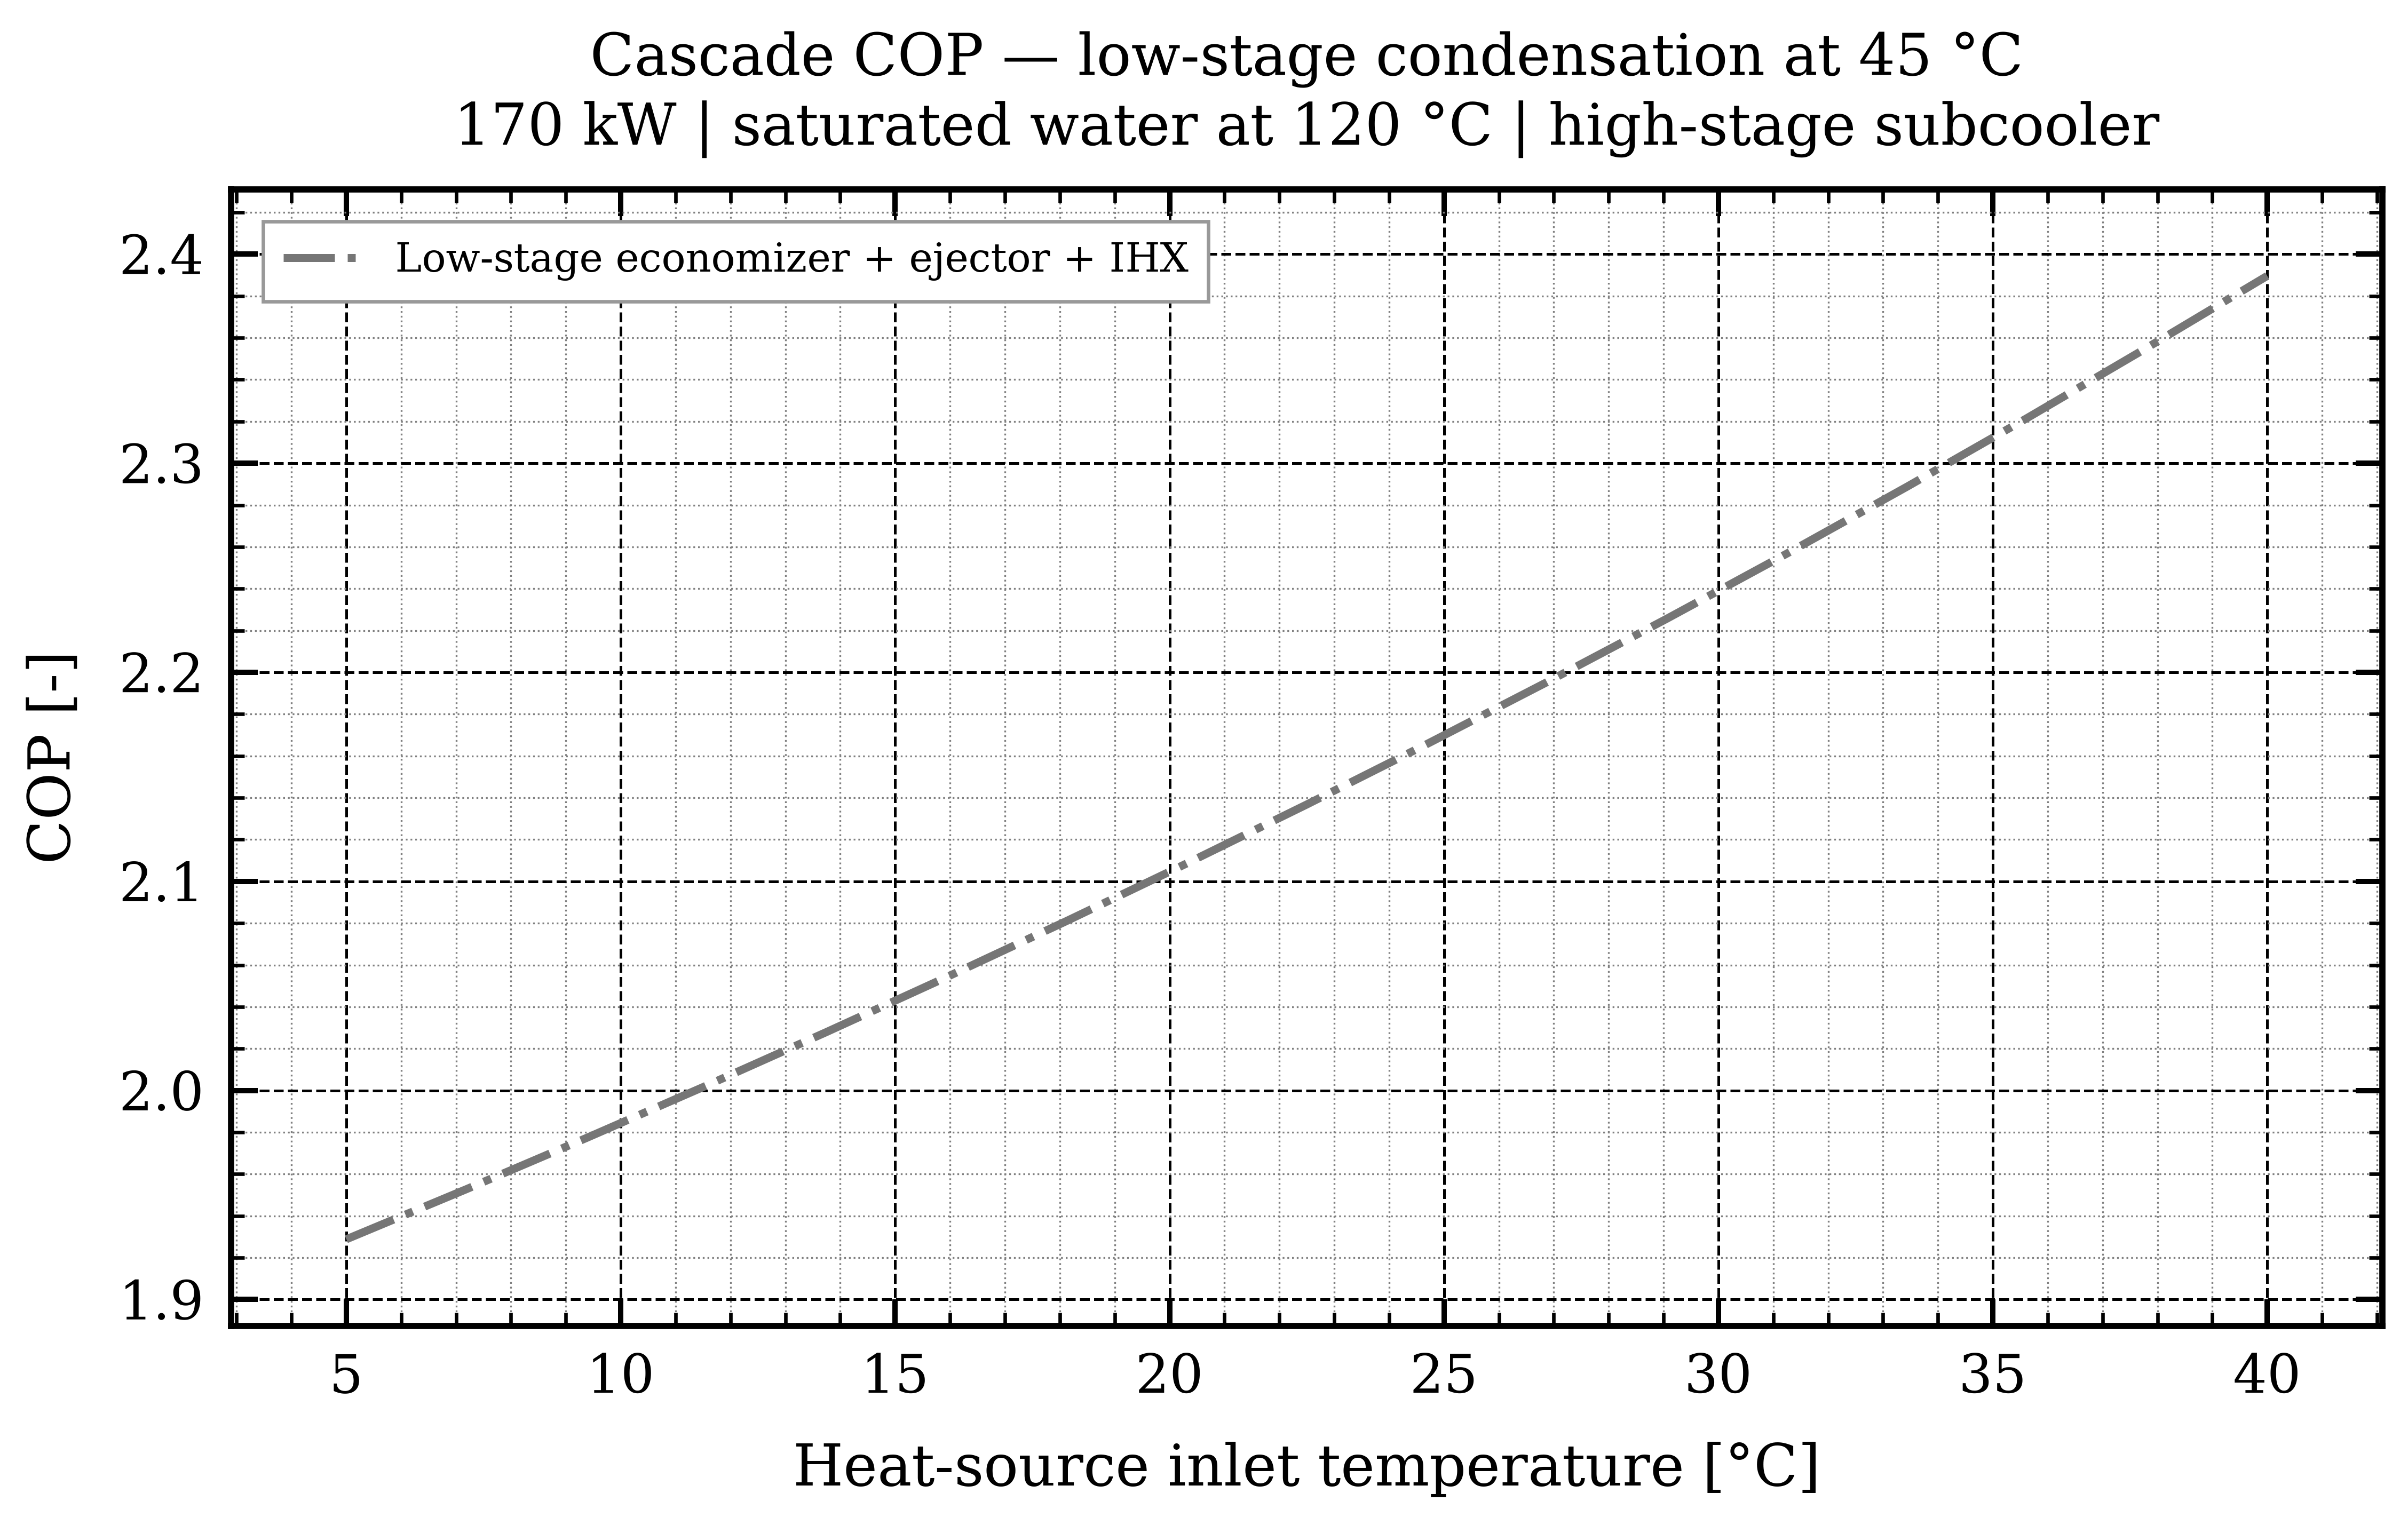 Cascade COP — low-stage condensation at 45 °C
170 kW | saturated water at 120 °C | high-stage subcooler
Low-stage economizer + ejector + IHX
COP [-]
2.4
2.3
2.2
2.1
2.0
1.9
5 10 15 20 25 30 35 40
Heat-source inlet temperature [°C]